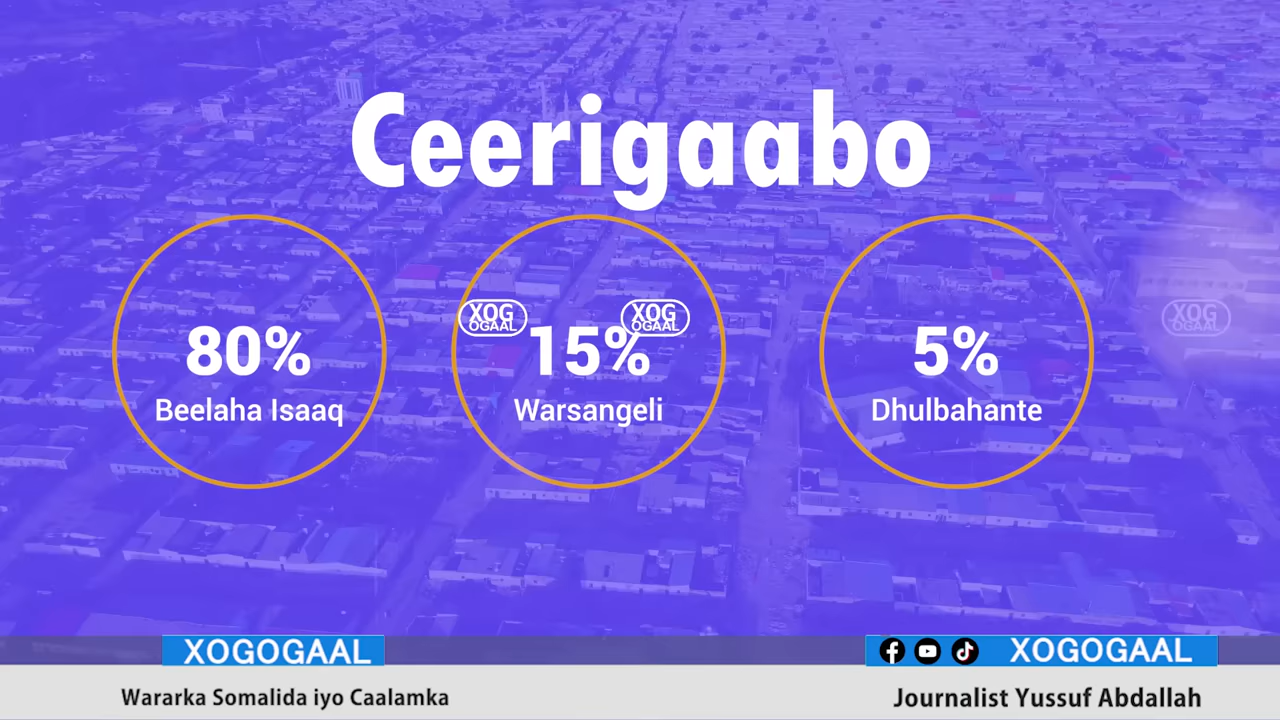 Ceerigaabo
XOG
OGAAL
XOG
OGAAL
XOG
OGAAL
80%
Beelaha Isaaq
15%
Warsangeli
5%
Dhulbahante
XOGOGAAL
XOGOGAAL
Wararka Somalida iyo Caalamka
Journalist Yussuf Abdallah